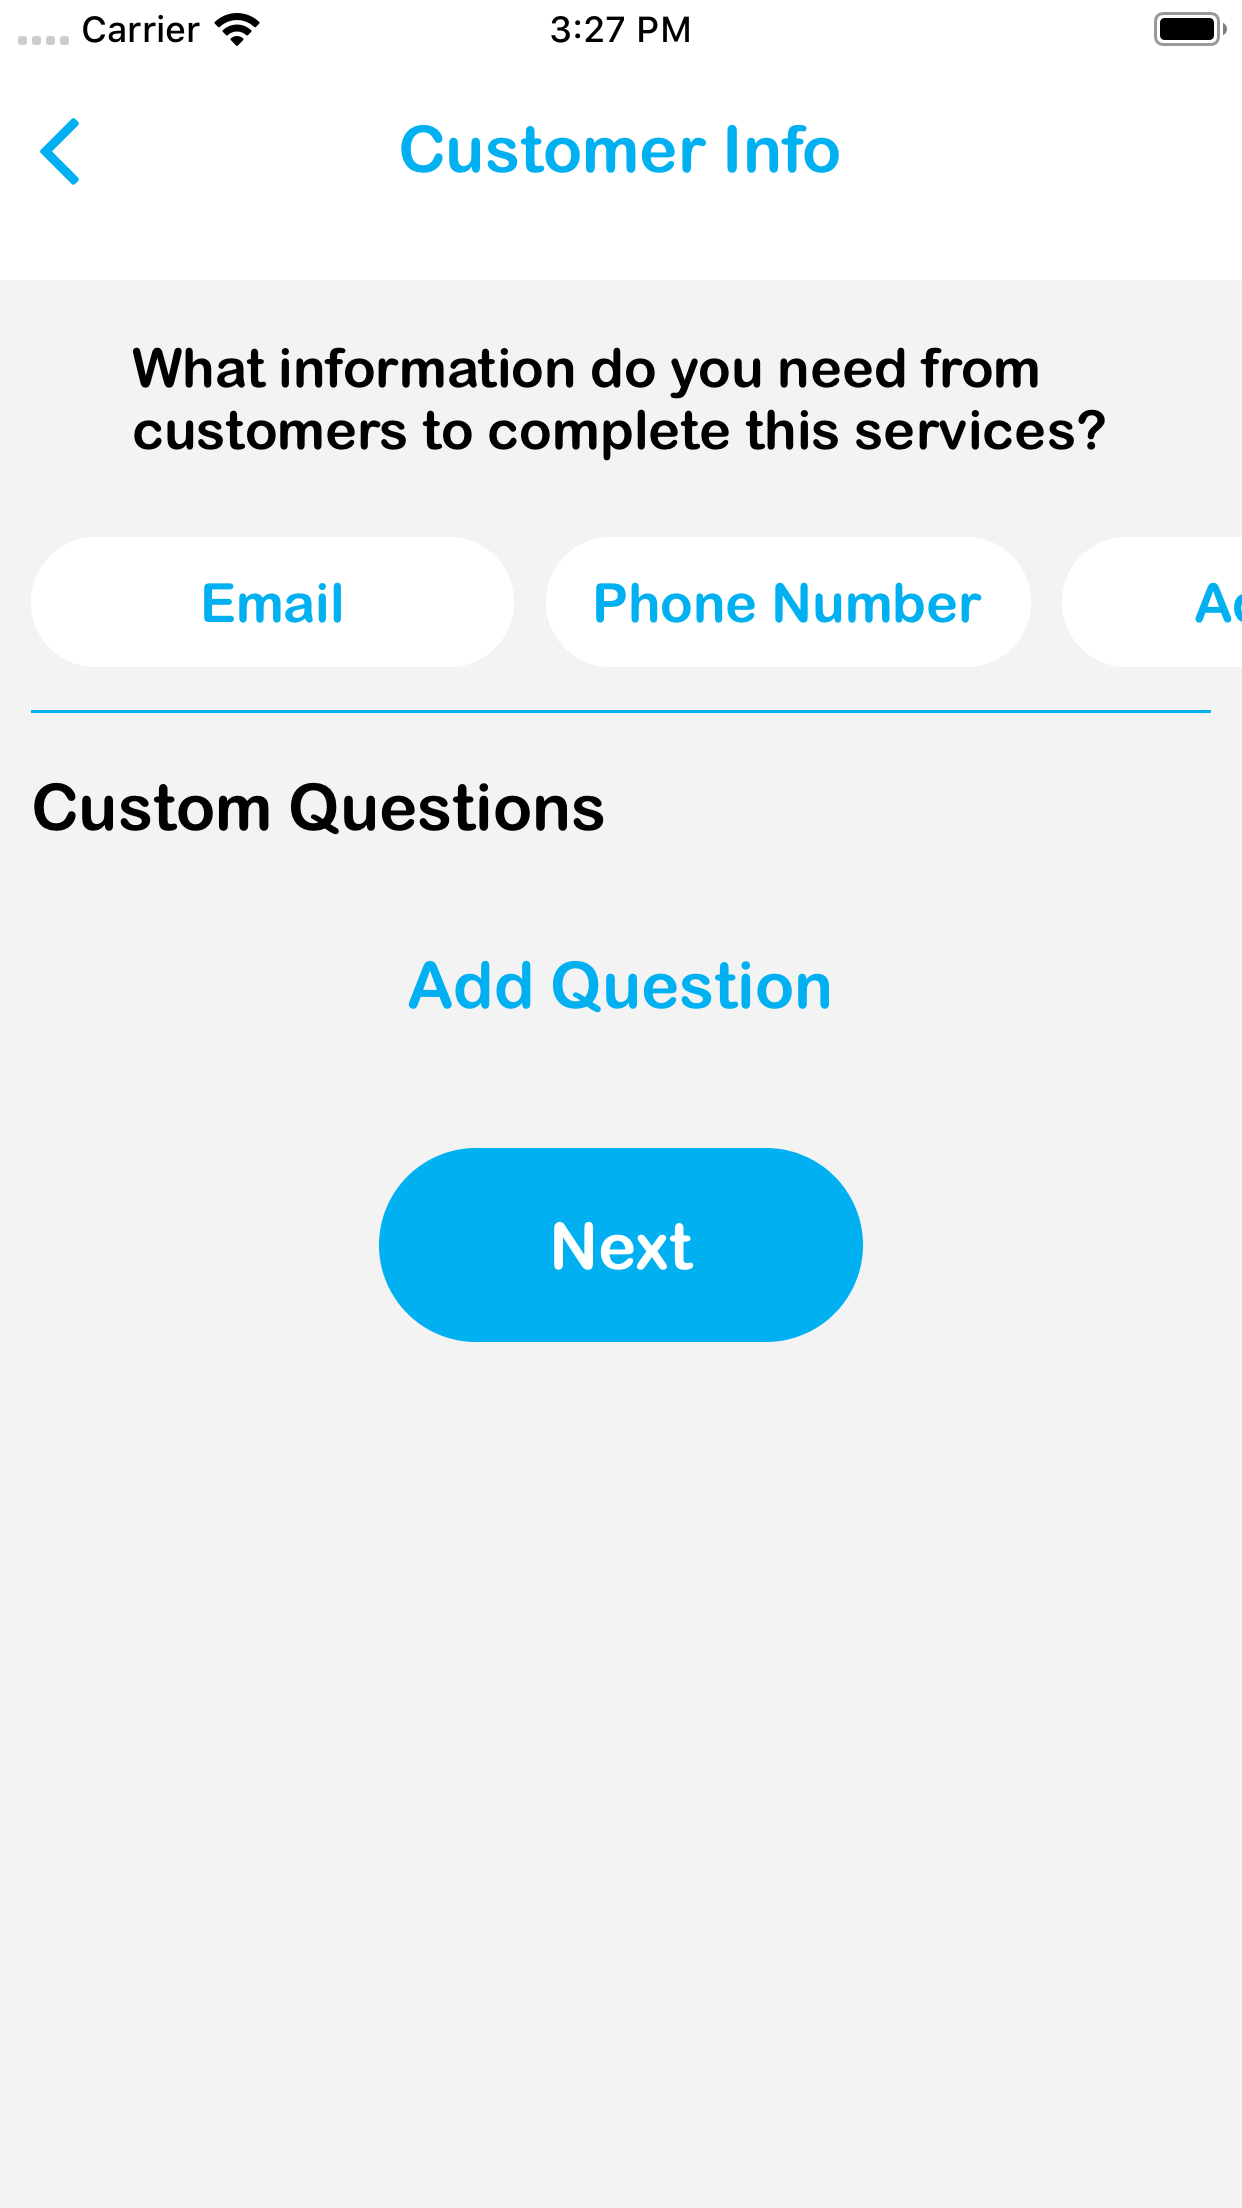 Carrier 3:27 PM
Customer Info
What information do you need from
customers to complete this services?
Email Phone Number
Custom Questions
Add Question
Next